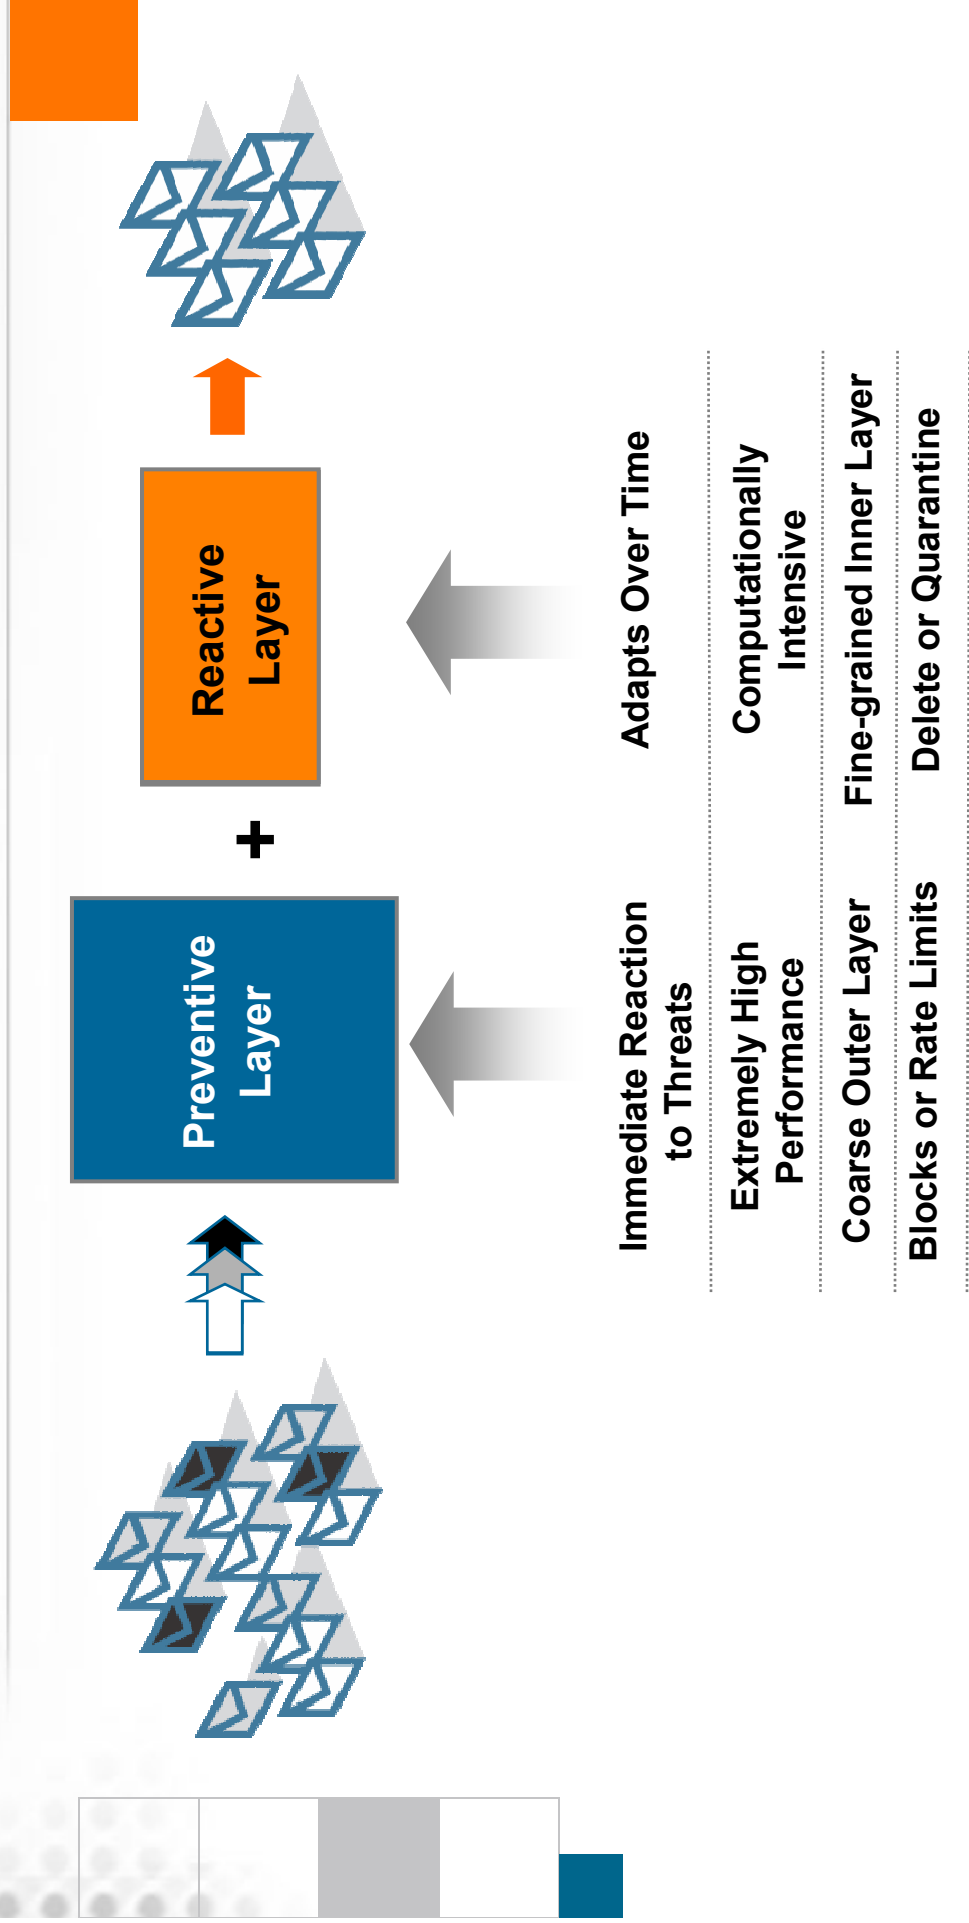 Preventive
Layer
+
Reactive
Layer
Immediate Reaction
to Threats
Adapts Over Time
Extremely High
Performance
Computationally
Intensive
Coarse Outer Layer
Fine-grained Inner Layer
Blocks or Rate Limits
Delete or Quarantine